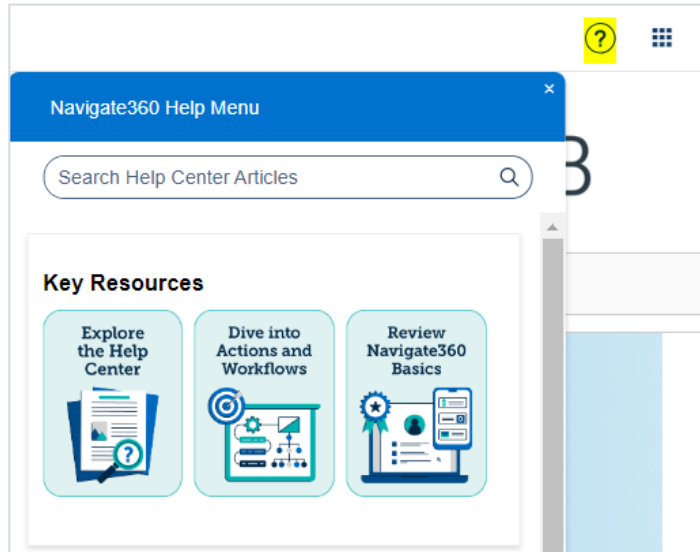 ?
Navigate360 Help Menu
×
Search Help Center Articles
Key Resources
Explore
the Help
Center
?
Dive into
Actions and
Workflows
Review
Navigate360
Basics